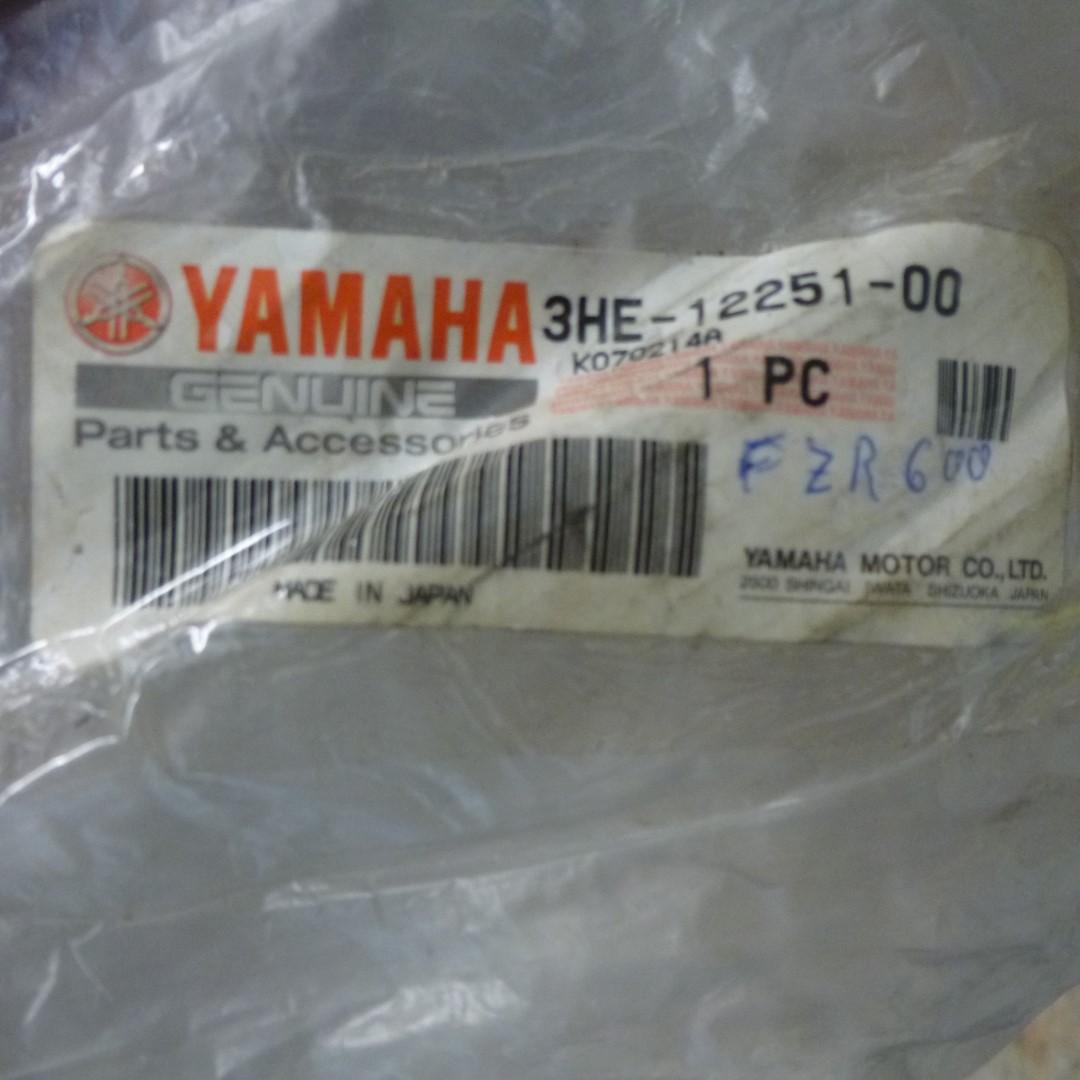 YAMAHA 3HE-12251-00
K070214A
GENUINE
1 PC
Parts & Accessories
FZR600
YAMAHA MOTOR CO., LTD.
2500 SHINGAI IWATA SHIZUOKA JAPAN
MADE IN JAPAN